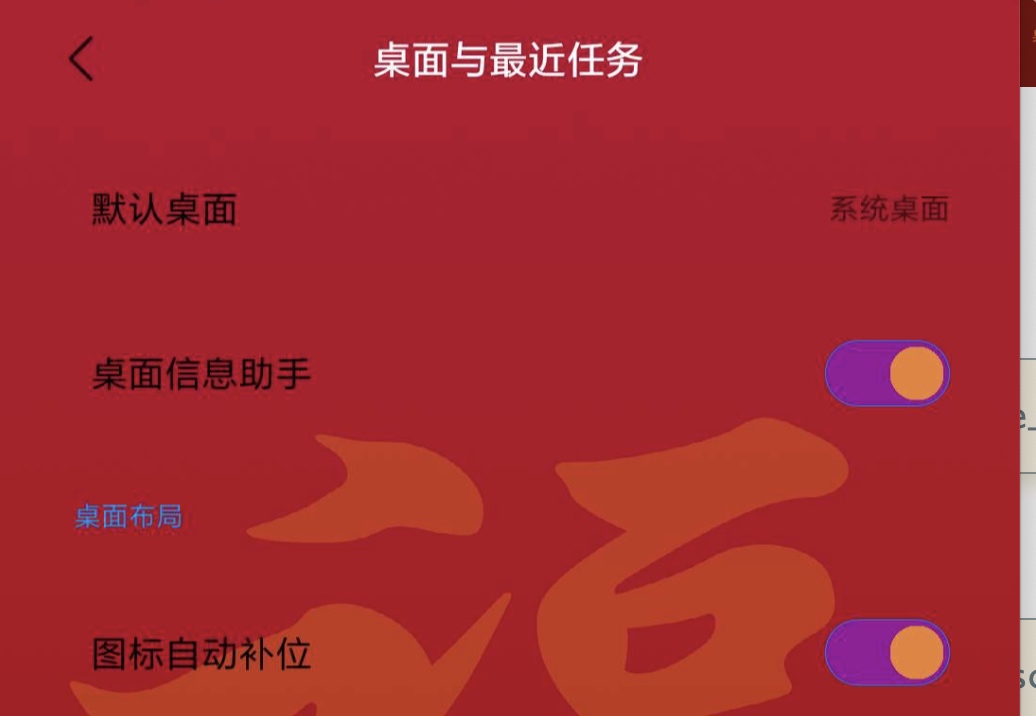 桌面与最近任务
默认桌面
系统桌面
桌面信息助手
桌面布局
图标自动补位